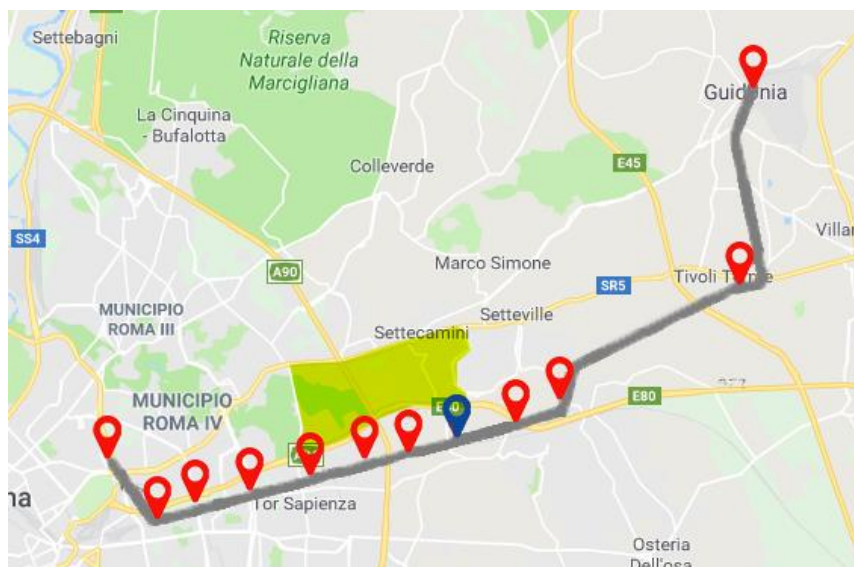 Settebagni
Riserva
Naturale della
Marcigliana
Guidonia
La Cinquina
- Bufalotta
Colleverde
E45
SS4
Villar
Marco Simone
A90
Tivoli Terme
SR5
MUNICIPIO
ROMA III
Setteville
Settecamini
E80
MUNICIPIO
ROMA IV
E80
na
Tor Sapienza
Osteria
Dell'osa